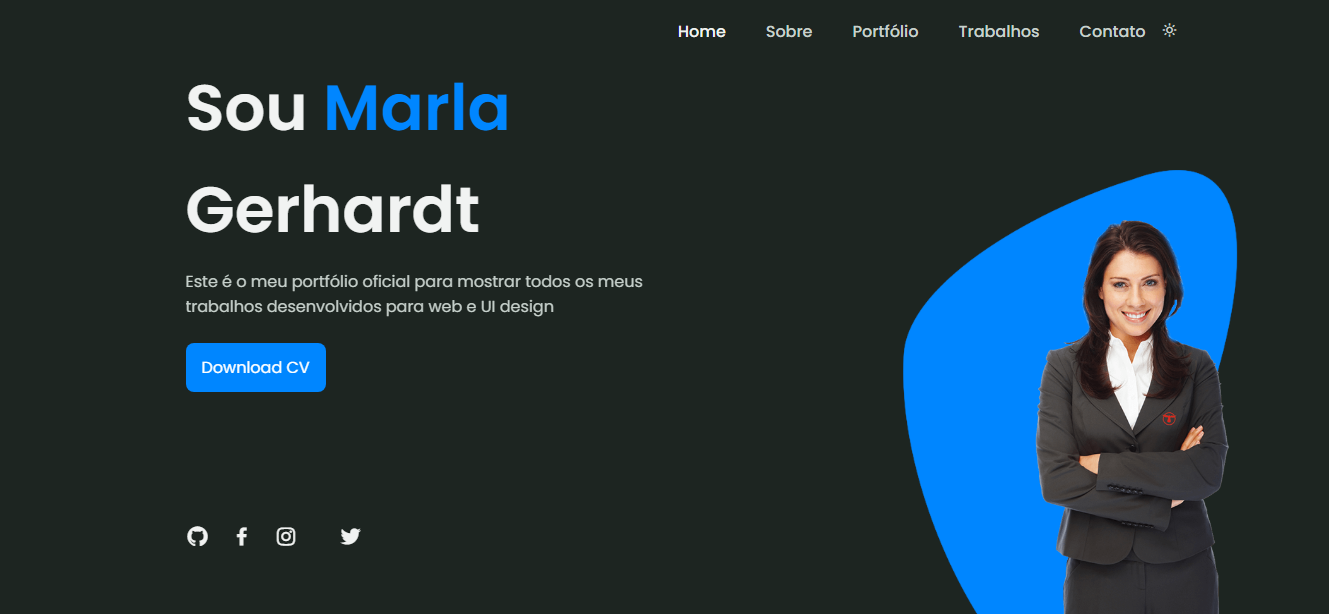 Home Sobre Portfólio Trabalhos Contato
Sou Marla
Gerhardt
Este é o meu portfólio oficial para mostrar todos os meus
trabalhos desenvolvidos para web e UI design
Download CV